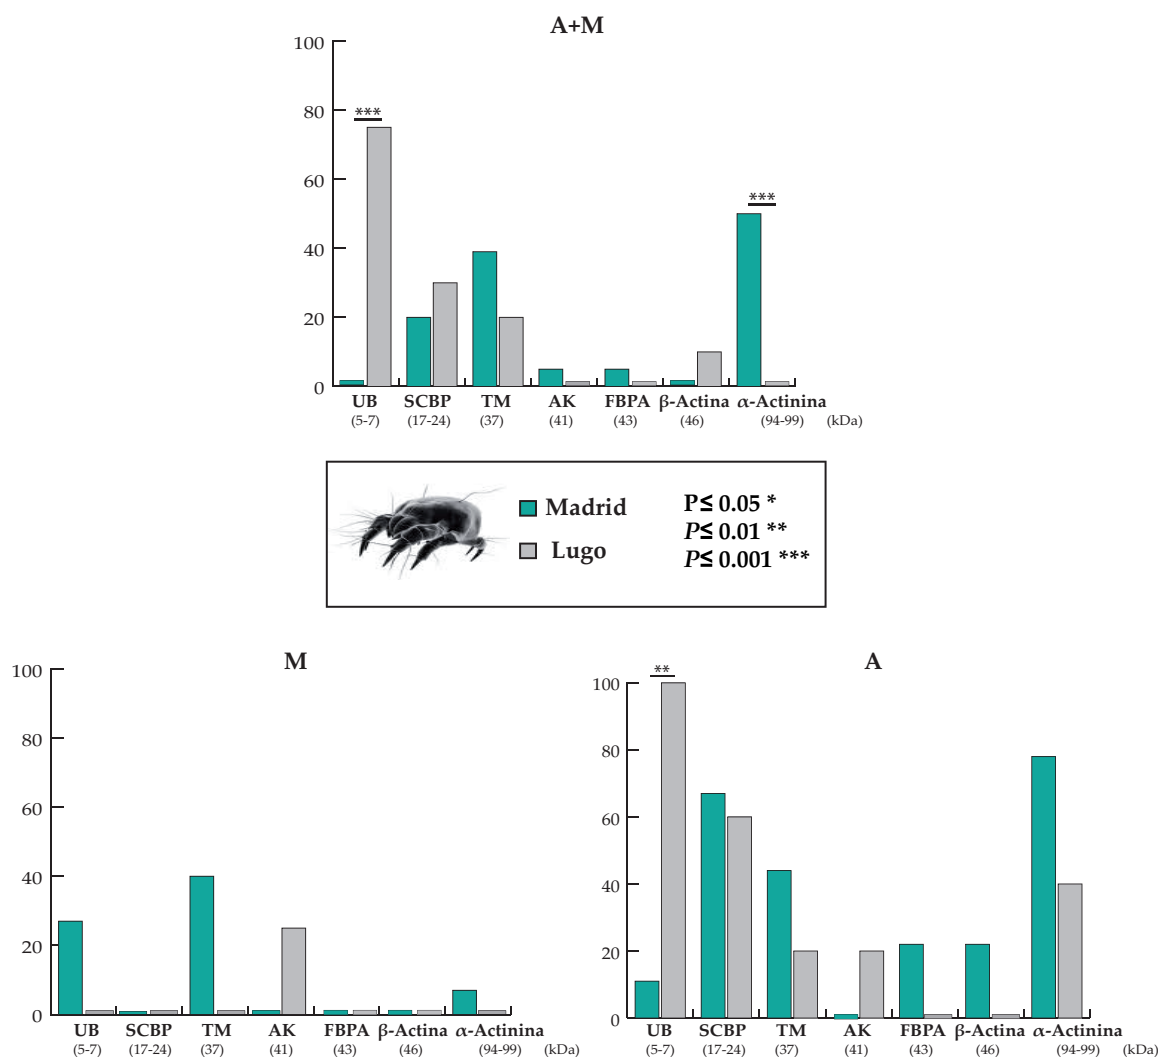 A+M
100
80
60
40
20
0
***
***
UB SCBP TM AK FBPA β-Actina α-Actinina
(5-7) (17-24) (37) (41) (43) (46) (94-99) (kDa)
Madrid
Lugo
P≤ 0.05 *
P≤ 0.01 **
P≤ 0.001 ***
M
100
80
60
40
20
0
UB SCBP TM AK FBPA β-Actina α-Actinina
(5-7) (17-24) (37) (41) (43) (46) (94-99) (kDa)
A
**
100
80
60
40
20
0
UB SCBP TM AK FBPA β-Actina α-Actinina
(5-7) (17-24) (37) (41) (43) (46) (94-99) (kDa)